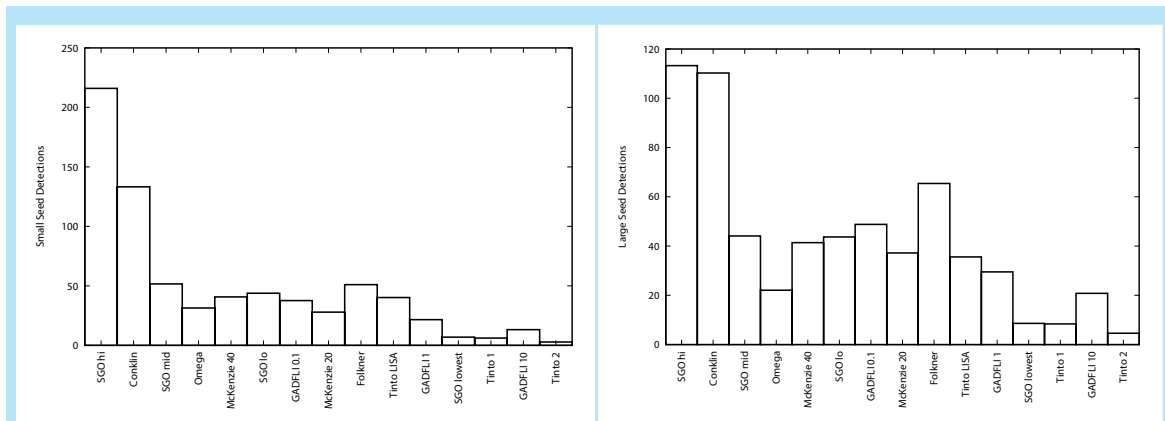 250
200
150
100
50
0
Small Seed Detections
SGO hi
Conklin
SGO mid
Omega
McKenzie 40
SGO lo
GADFLI 0.1
McKenzie 20
Folkner
Tinto LISA
GADFLI 1
SGO lowest
Tinto 1
GADFLI 10
Tinto 2
120
100
80
60
40
20
0
Large Seed Detections
SGO hi
Conklin
SGO mid
Omega
McKenzie 40
SGO lo
GADFLI 0.1
McKenzie 20
Folkner
Tinto LISA
GADFLI 1
SGO lowest
Tinto 1
GADFLI 10
Tinto 2